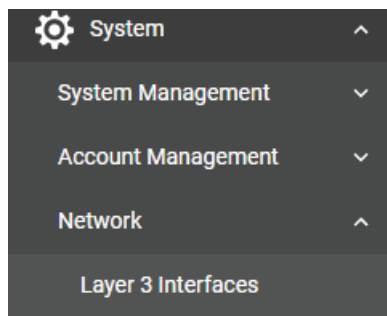 System
System Management
Account Management
Network
Layer 3 Interfaces